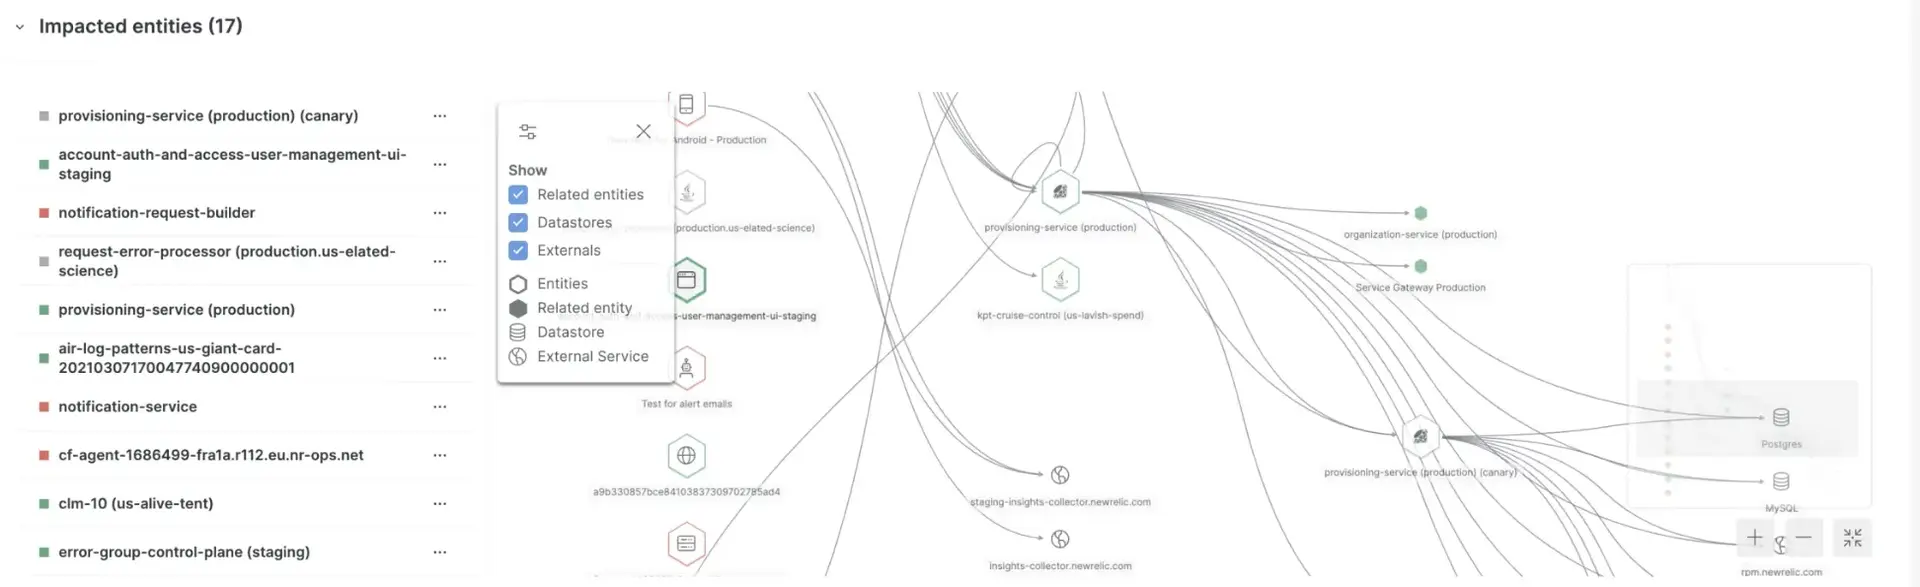 Impacted entities (17)
provisioning-service (production) (canary)
account-auth-and-access-user-management-ui-
staging
notification-request-builder
request-error-processor (production.us-elated-
science)
provisioning-service (production)
air-log-patterns-us-giant-card-
20210307170047740900000001
notification-service
cf-agent-1686499-fra1a.r112.eu.nr-ops.net
clm-10 (us-alive-tent)
error-group-control-plane (staging)
Show
Related entities
Datastores
Externals
Entities
Related entity
Datastore
External Service
Android - Production
(production.us-elated-science)
-user-management-ui-staging
Test for alert emails
provisioning-service (production)
kpt-cruise-control (us-lavish-spend)
staging-insights-collector.newrelic.com
insights-collector.newrelic.com
organization-service (production)
Service Gateway Production
provisioning-service (production) (canary)
Postgres
MySQL
rpm.newrelic.com